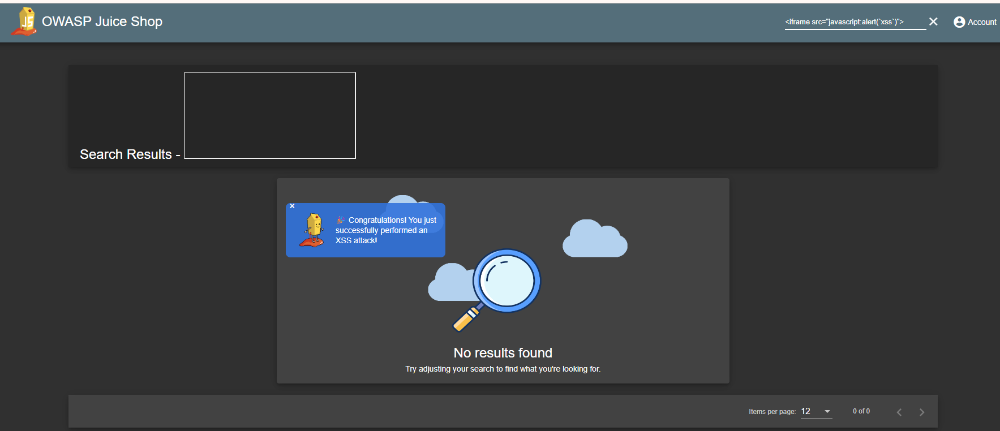 OWASP Juice Shop
<iframe src="javascript:alert(`xss`)">
Account
Search Results -
🎉 Congratulations! You just
successfully performed an
XSS attack!
No results found
Try adjusting your search to find what you're looking for.
Items per page: 12
0 of 0